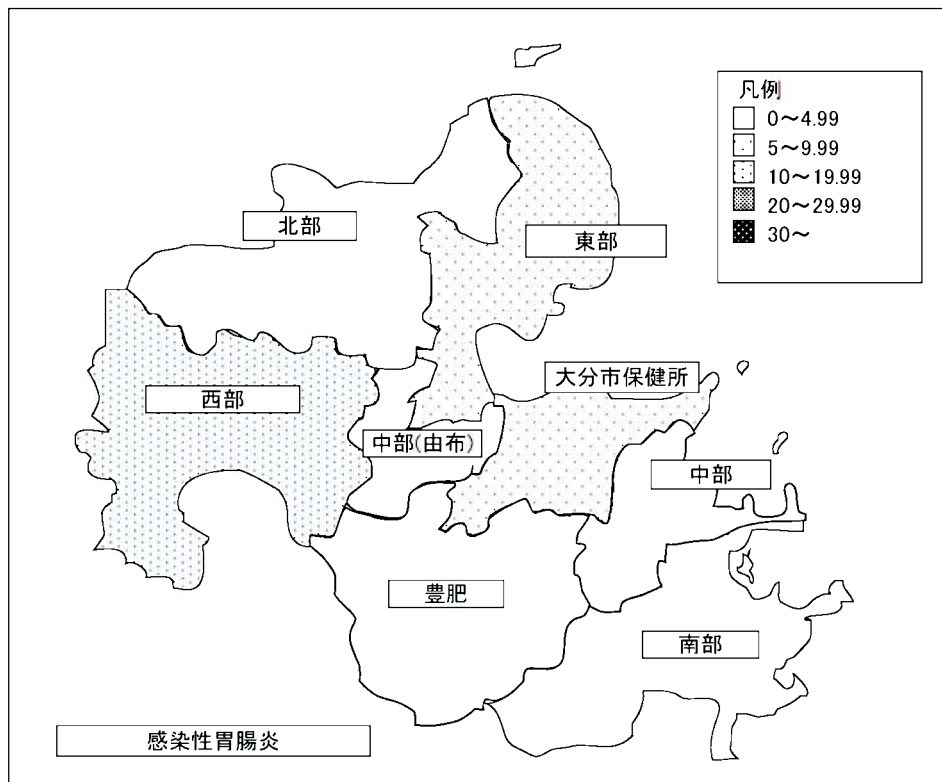 凡例
0～4.99
5～9.99
10～19.99
20～29.99
30～
北部
東部
大分市保健所
西部
中部(由布)
中部
豊肥
南部
感染性胃腸炎